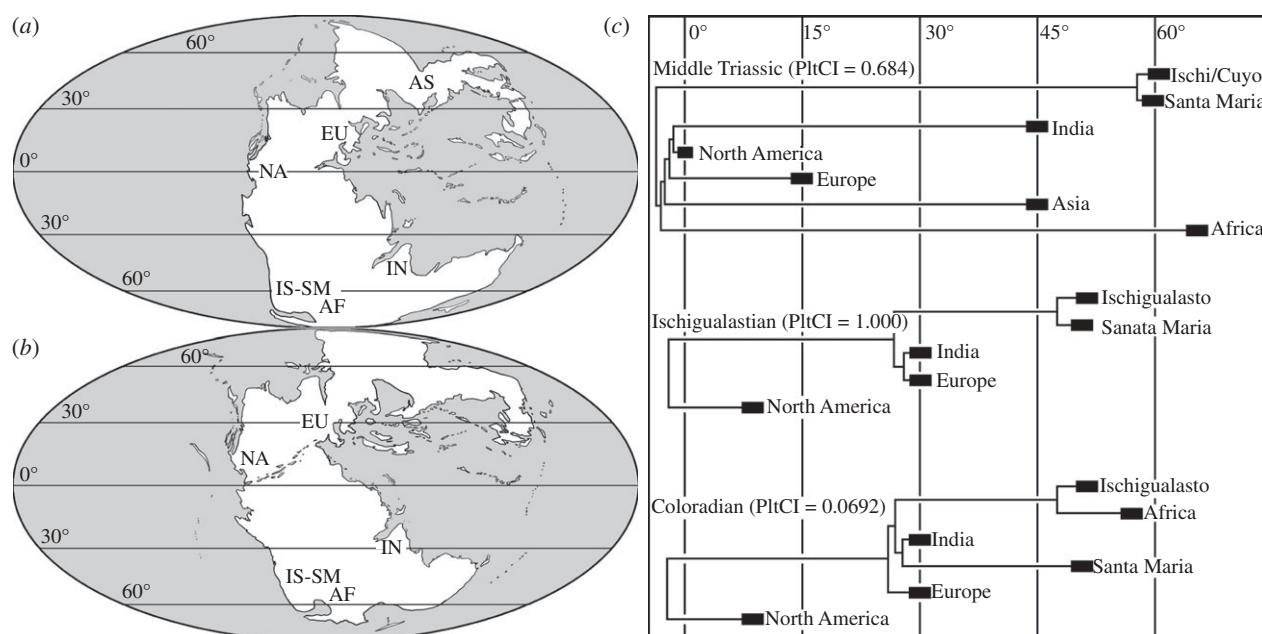 (a)
60°
AS
30°
EU
0°
NA
30°
IN
60°
IS-SM
AF
(b)
60°
30°
EU
NA
0°
30°
IN
IS-SM
60°
AF
(c)
0° 15° 30° 45° 60°
Middle Triassic (PltCI = 0.684)
Ischi/Cuyo
Santa Maria
India
North America
Europe
Asia
Africa
Ischigualasto
Ischigualastian (PltCI = 1.000)
Sanata Maria
India
Europe
North America
Ischigualasto
Coloradian (PltCI = 0.0692)
Africa
India
Santa Maria
Europe
North America